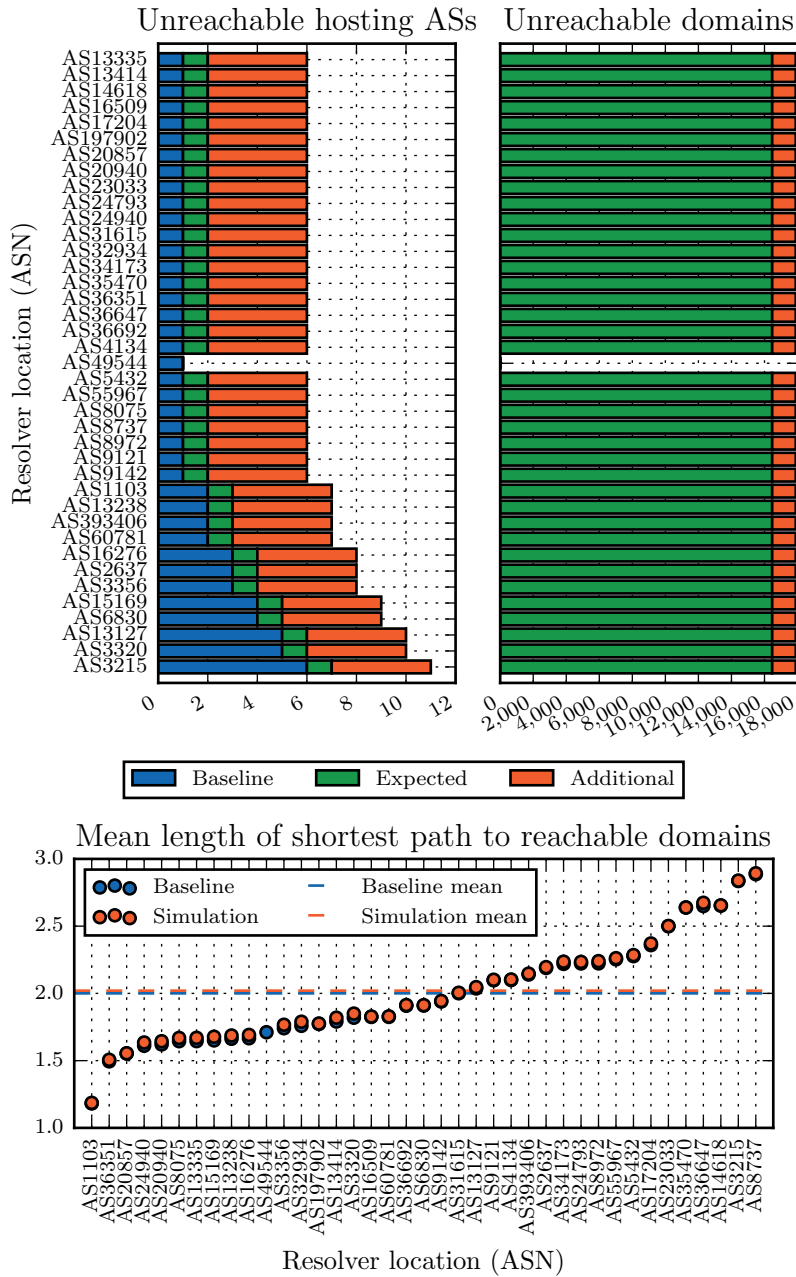 Unreachable hosting ASs
Unreachable domains
Resolver location (ASN)
AS13335
AS13414
AS14618
AS16509
AS17204
AS197902
AS20857
AS20940
AS23033
AS24793
AS24940
AS31615
AS32934
AS34173
AS35470
AS36351
AS36647
AS36692
AS4134
AS49544
AS5432
AS55967
AS8075
AS8737
AS8972
AS9121
AS9142
AS1103
AS13238
AS393406
AS60781
AS16276
AS2637
AS3356
AS15169
AS6830
AS13127
AS3320
AS3215
0 2 4 6 8 10 12
0 2,000 4,000 6,000 8,000 10,000 12,000 14,000 16,000 18,000
Baseline Expected Additional
Mean length of shortest path to reachable domains
3.0
2.5
2.0
1.5
1.0
Baseline Baseline mean
Simulation Simulation mean
AS1103
AS36351
AS20857
AS24940
AS20940
AS8075
AS13335
AS15169
AS13238
AS16276
AS49544
AS3356
AS32934
AS197902
AS13414
AS3320
AS16509
AS60781
AS36692
AS6830
AS9142
AS31615
AS13127
AS9121
AS4134
AS393406
AS2637
AS34173
AS24793
AS8972
AS55967
AS5432
AS17204
AS23033
AS35470
AS36647
AS14618
AS3215
AS8737
Resolver location (ASN)